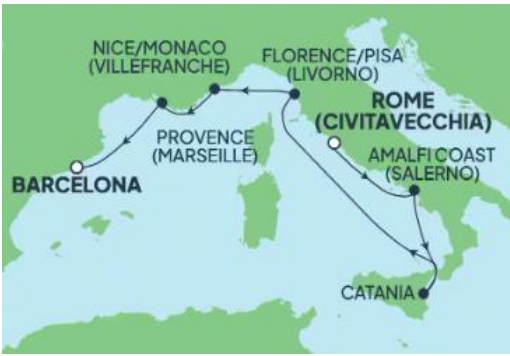 NICE/MONACO
(VILLEFRANCHE)
FLORENCE/PISA
(LIVORNO)
ROME
(CIVITAVECCHIA)
PROVENCE
(MARSEILLE)
AMALFI COAST
(SALERNO)
BARCELONA
CATANIA